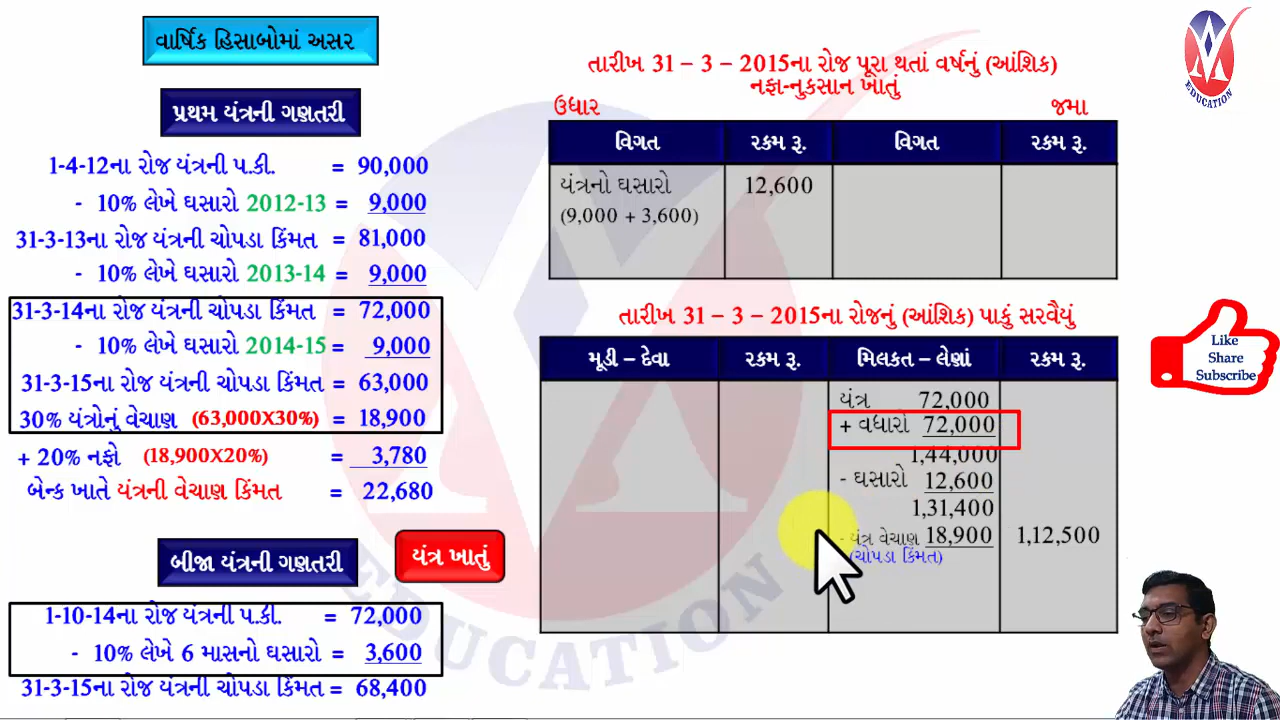 વાર્ષિક હિસાબોમાં અસર
પ્રથમ યંત્રની ગણતરી
1-4-12ના રોજ યંત્રની પ.કી. = 90,000
- 10% લેખે ઘસારો 2012-13 = 9,000
31-3-13ના રોજ યંત્રની ચોપડા કિંમત = 81,000
- 10% લેખે ઘસારો 2013-14 = 9,000
31-3-14ના રોજ યંત્રની ચોપડા કિંમત = 72,000
- 10% લેખે ઘસારો 2014-15 = 9,000
31-3-15ના રોજ યંત્રની ચોપડા કિંમત = 63,000
30% યંત્રોનું વેચાણ (63,000X30%) = 18,900
+ 20% નફો (18,900X20%) = 3,780
બેન્ક ખાતે યંત્રની વેચાણ કિંમત = 22,680
બીજા યંત્રની ગણતરી
યંત્ર ખાતું
1-10-14ના રોજ યંત્રની પ.કી. = 72,000
- 10% લેખે 6 માસનો ઘસારો = 3,600
31-3-15ના રોજ યંત્રની ચોપડા કિંમત = 68,400
તારીખ 31 – 3 – 2015ના રોજ પૂરા થતાં વર્ષનું (આંશિક)
નફા-નુકસાન ખાતું
ઉધાર જમા
વિગત રકમ રૂ. વિગત રકમ રૂ.
યંત્રનો ઘસારો 12,600
(9,000 + 3,600)
તારીખ 31 – 3 – 2015ના રોજનું (આંશિક) પાકું સરવૈયું
મૂડી – દેવા રકમ રૂ. મિલકત – લેણાં રકમ રૂ.
યંત્ર 72,000
+ વધારો 72,000
1,44,000
- ઘસારો 12,600
1,31,400
- યંત્ર વેચાણ 18,900 1,12,500
(ચોપડા કિંમત)
EDUCATION
Like
Share
Subscribe
EDUCATION